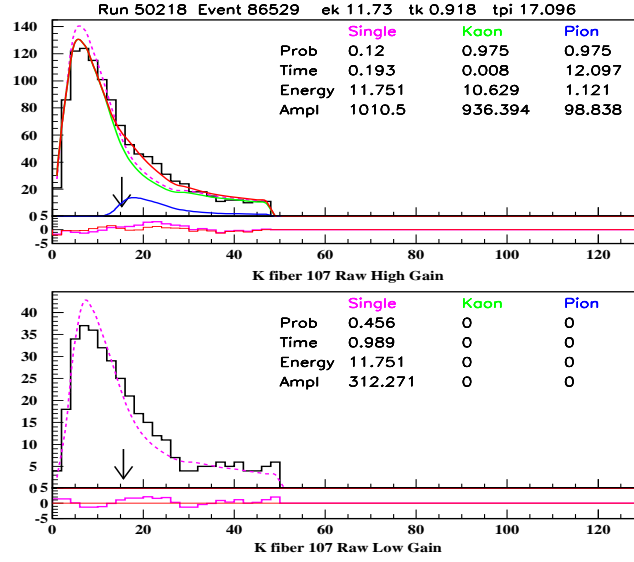 Run 50218 Event 86529 ek 11.73 tk 0.918 tpi 17.096
Single Kaon Pion
Prob 0.12 0.975 0.975
Time 0.193 0.008 12.097
Energy 11.751 10.629 1.121
Ampl 1010.5 936.394 98.838
140
120
100
80
60
40
20
0
5
0
-5
0 20 40 60 80 100 120
K fiber 107 Raw High Gain
Single Kaon Pion
Prob 0.456 0 0
Time 0.989 0 0
Energy 11.751 0 0
Ampl 312.271 0 0
40
35
30
25
20
15
10
5
0
5
0
-5
0 20 40 60 80 100 120
K fiber 107 Raw Low Gain